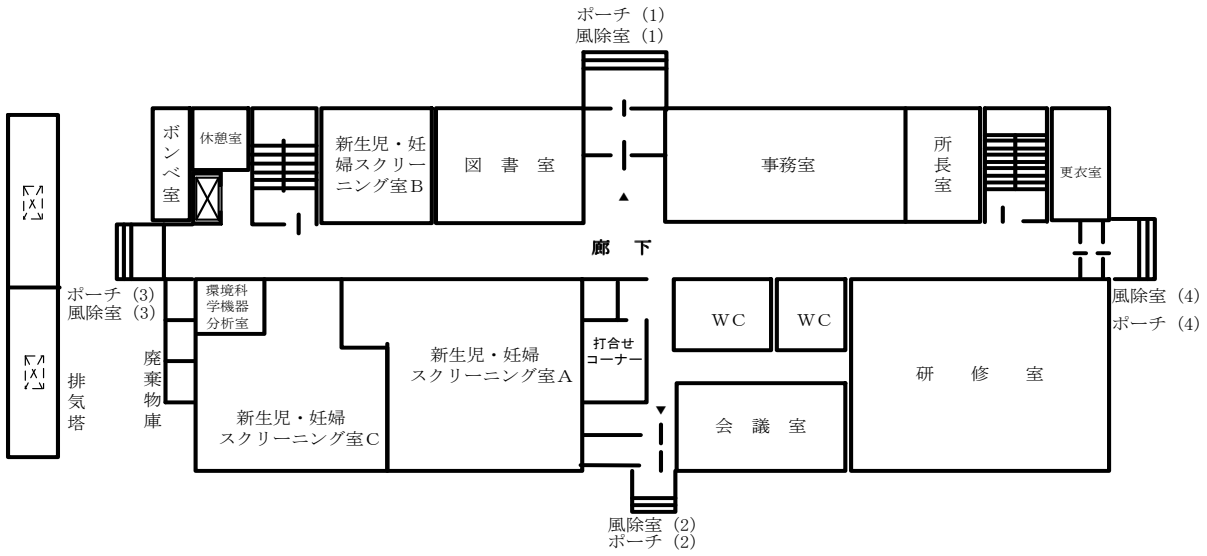 ポーチ（1）
風除室（1）
ボンベ室
休憩室
新生児・妊
婦スクリー
ニング室Ｂ
図　書　室
事務室
所長室
更衣室
廊　下
ポーチ（3）
風除室（3）
環境科
学機器
分析室
新生児・妊婦
スクリーニング室Ａ
打合せ
コーナー
ＷＣ
ＷＣ
風除室（4）
ポーチ（4）
排気塔
廃棄物庫
新生児・妊婦
スクリーニング室Ｃ
会　議　室
研　修　室
風除室（2）
ポーチ（2）